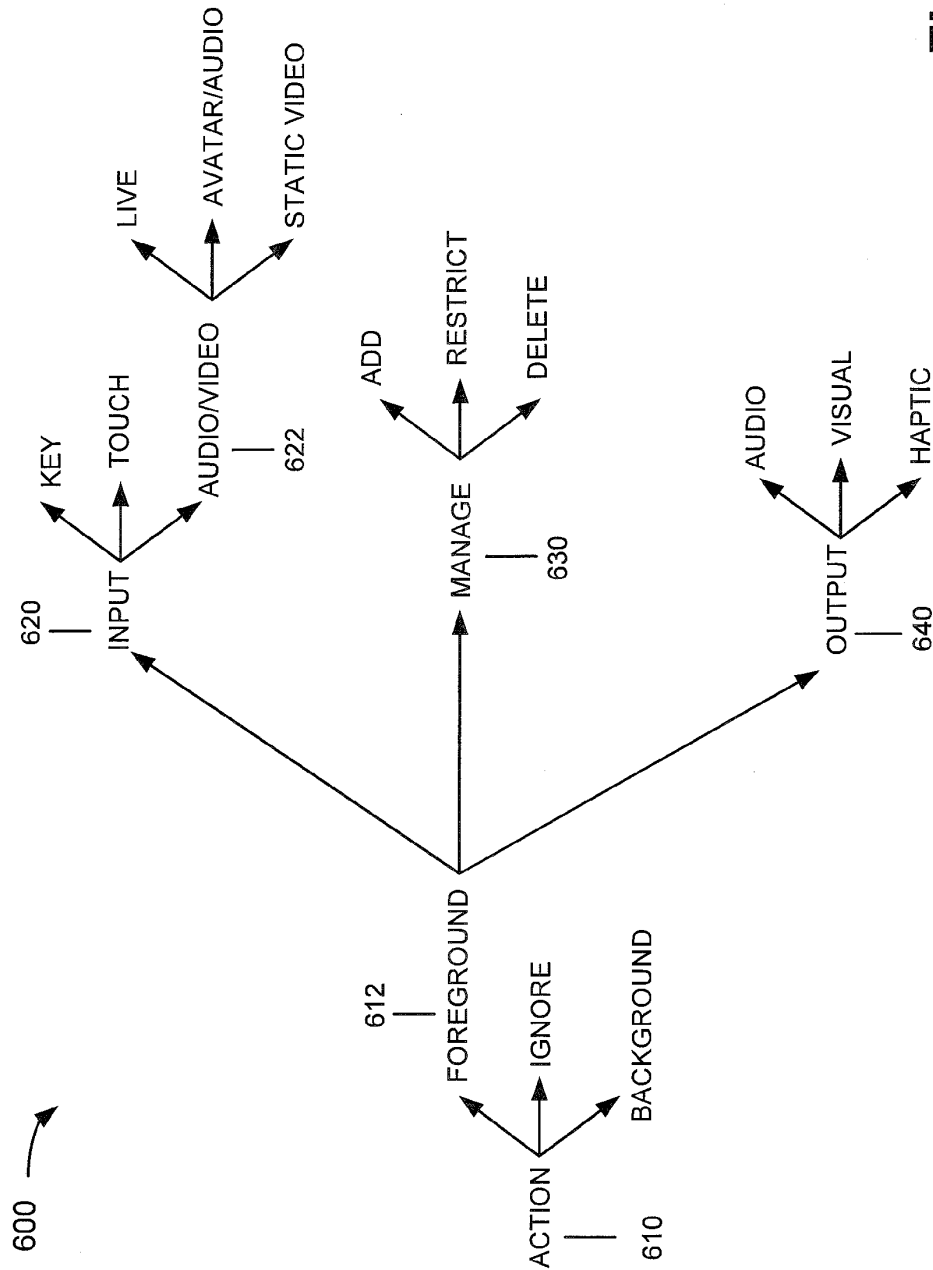 600
ACTION
610
FOREGROUND
612
IGNORE
BACKGROUND
620
INPUT
KEY
TOUCH
AUDIO/VIDEO
622
LIVE
AVATAR/AUDIO
STATIC VIDEO
MANAGE
630
ADD
RESTRICT
DELETE
OUTPUT
640
AUDIO
VISUAL
HAPTIC